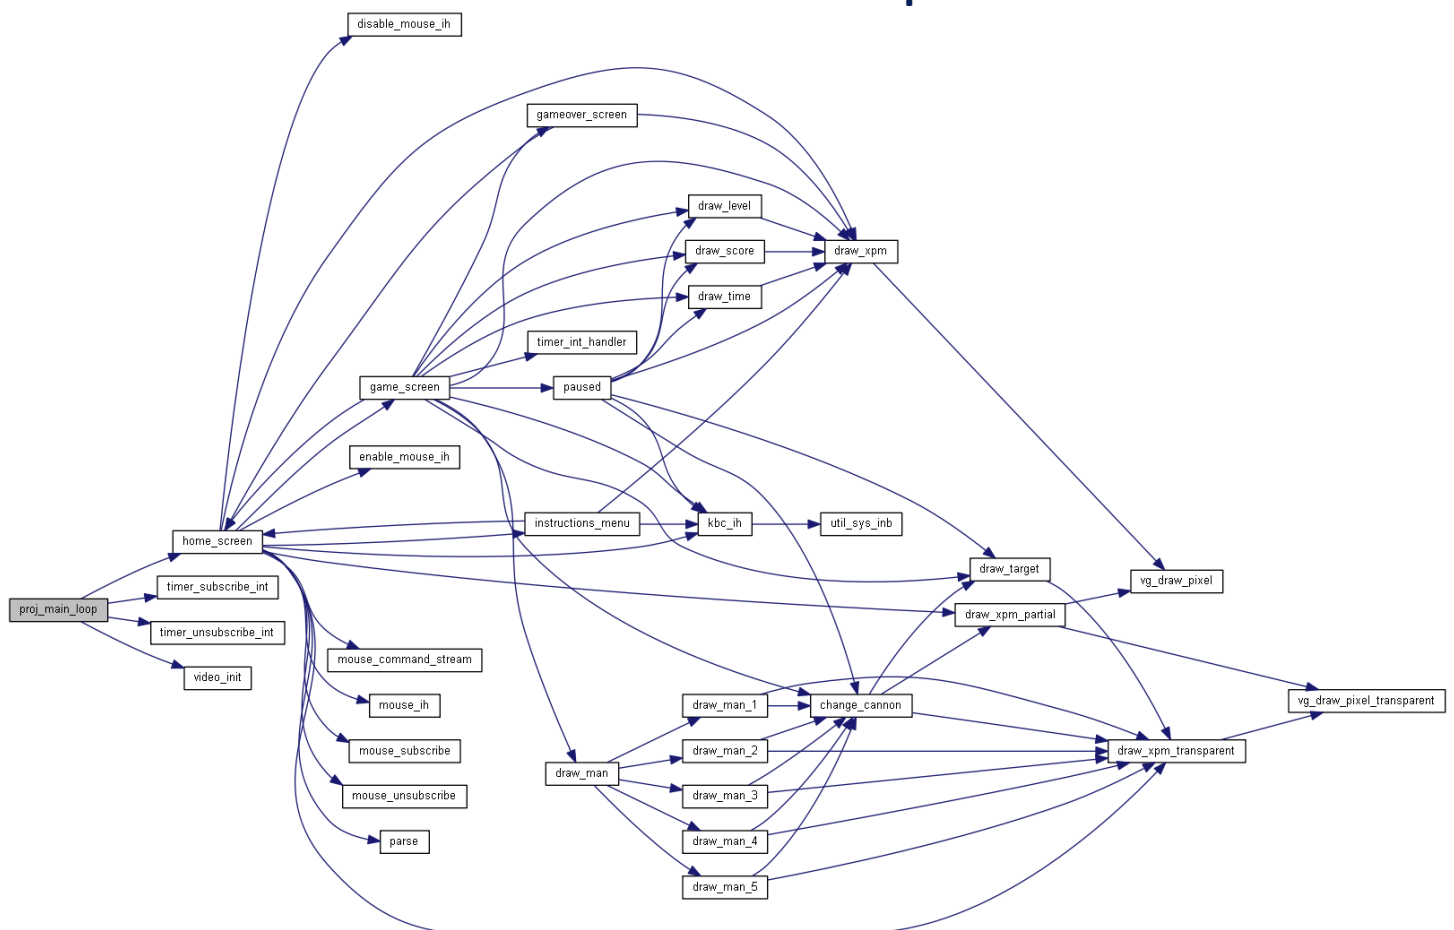 disable_mouse_ih
gameover_screen
draw_level
draw_score
draw_xpm
draw_time
timer_int_handler
game_screen
paused
enable_mouse_ih
instructions_menu
kbc_ih
util_sys_inb
home_screen
draw_target
vg_draw_pixel
timer_subscribe_int
proj_main_loop
draw_xpm_partial
timer_unsubscribe_int
mouse_command_stream
video_init
mouse_ih
draw_man_1
change_cannon
vg_draw_pixel_transparent
mouse_subscribe
draw_man_2
draw_xpm_transparent
draw_man
mouse_unsubscribe
draw_man_3
parse
draw_man_4
draw_man_5